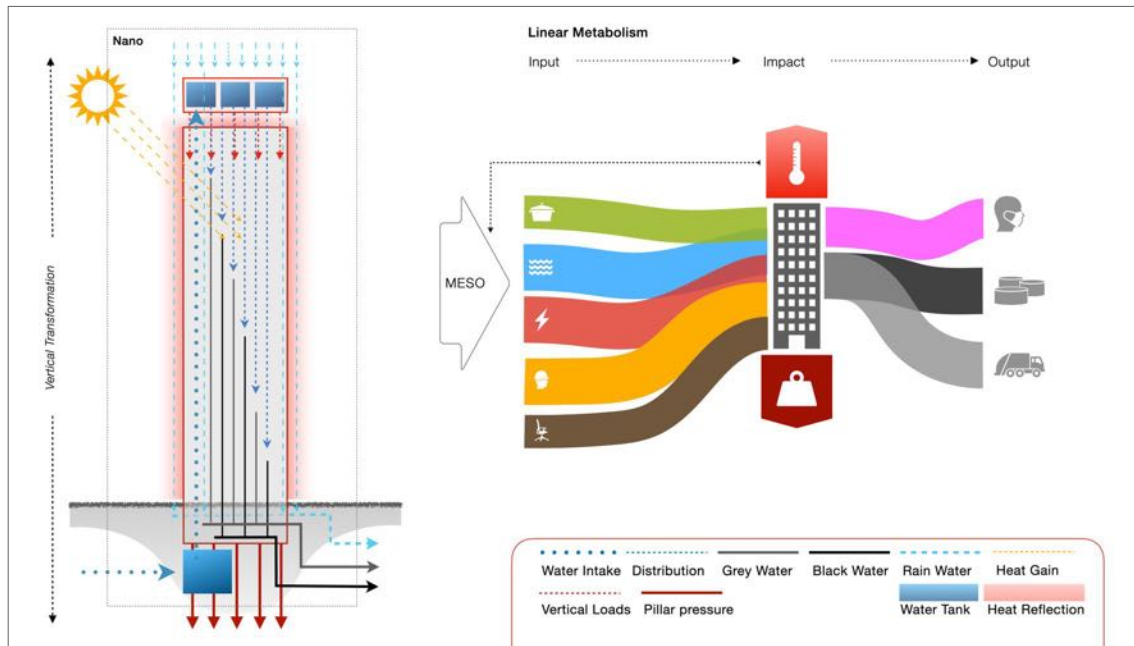 Nano
Vertical Transformation
Linear Metabolism
Input
Impact
Output
MESO
Water Intake
Distribution
Grey Water
Black Water
Rain Water
Heat Gain
Vertical Loads
Pillar pressure
Water Tank
Heat Reflection